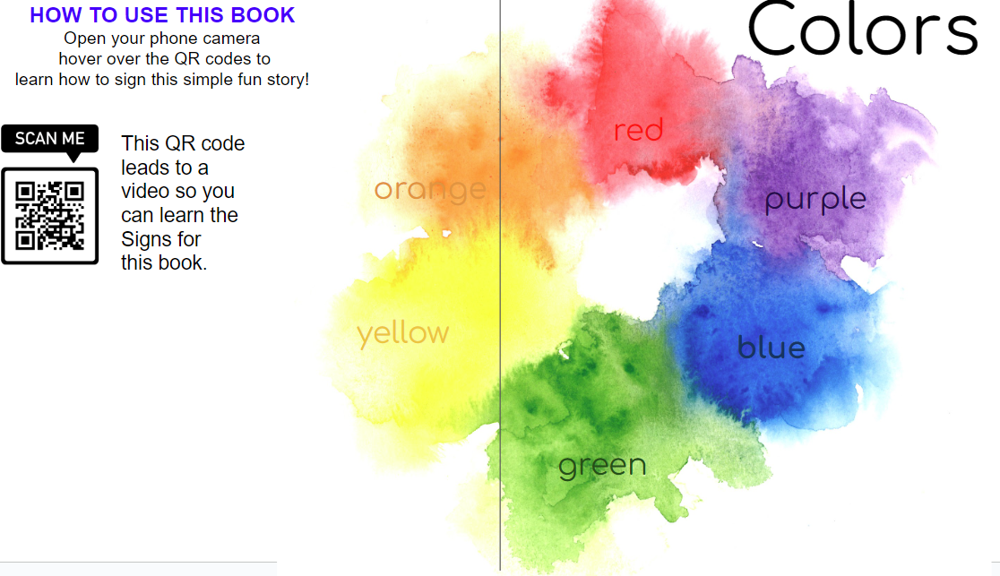 HOW TO USE THIS BOOK
Open your phone camera
hover over the QR codes to
learn how to sign this simple fun story!
SCAN ME
This QR code
leads to a
video so you
can learn the
Signs for
this book.
Colors
red
orange
purple
yellow
blue
green